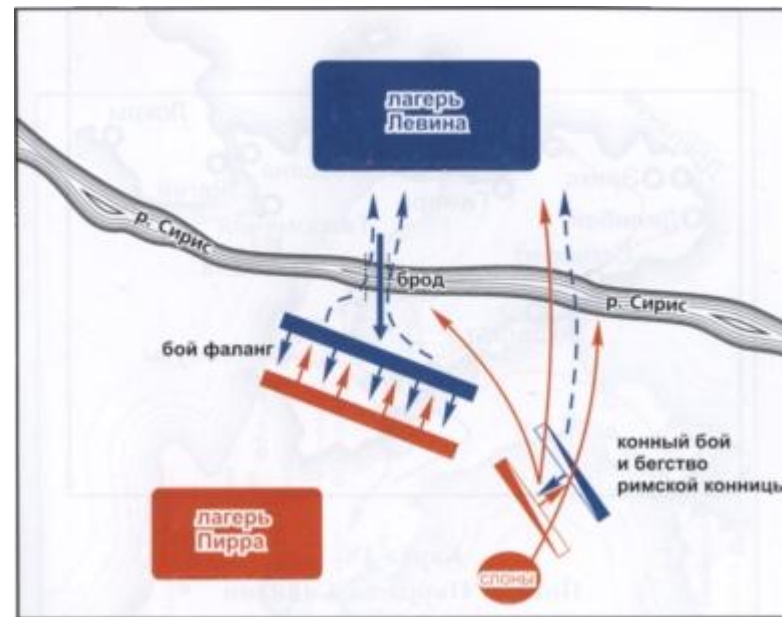 лагерь
Левина
р. Сирис
брод
р. Сирис
бой фаланг
конный бой
и бегство
римской конницы
лагерь
Пирра
слоны